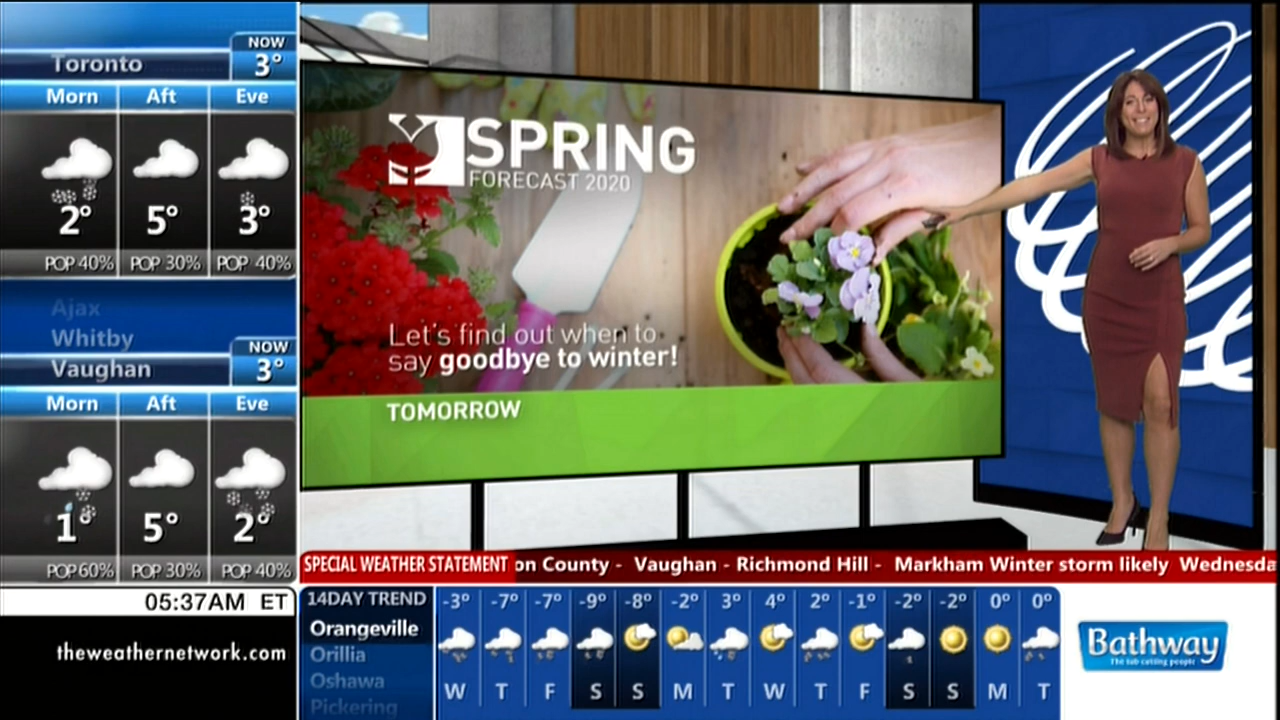 Toronto
NOW
3°
Morn Aft Eve
2° 5° 3°
POP 40% POP 30% POP 40%
Ajax
Whitby
Vaughan
NOW
3°
Morn Aft Eve
1° 5° 2°
POP 60% POP 30% POP 40%
05:37AM ET
theweathernetwork.com
SPRING
FORECAST 2020
Let's find out when to
say goodbye to winter!
TOMORROW
SPECIAL WEATHER STATEMENT on County - Vaughan - Richmond Hill - Markham Winter storm likely Wednesda
14DAY TREND
Orangeville
Orillia
Oshawa
Pickering
-3° -7° -7° -9° -8° -2° 3° 4° 2° -1° -2° -2° 0° 0°
W T F S S M T W T F S S M T
Bathway
The tub cutting people